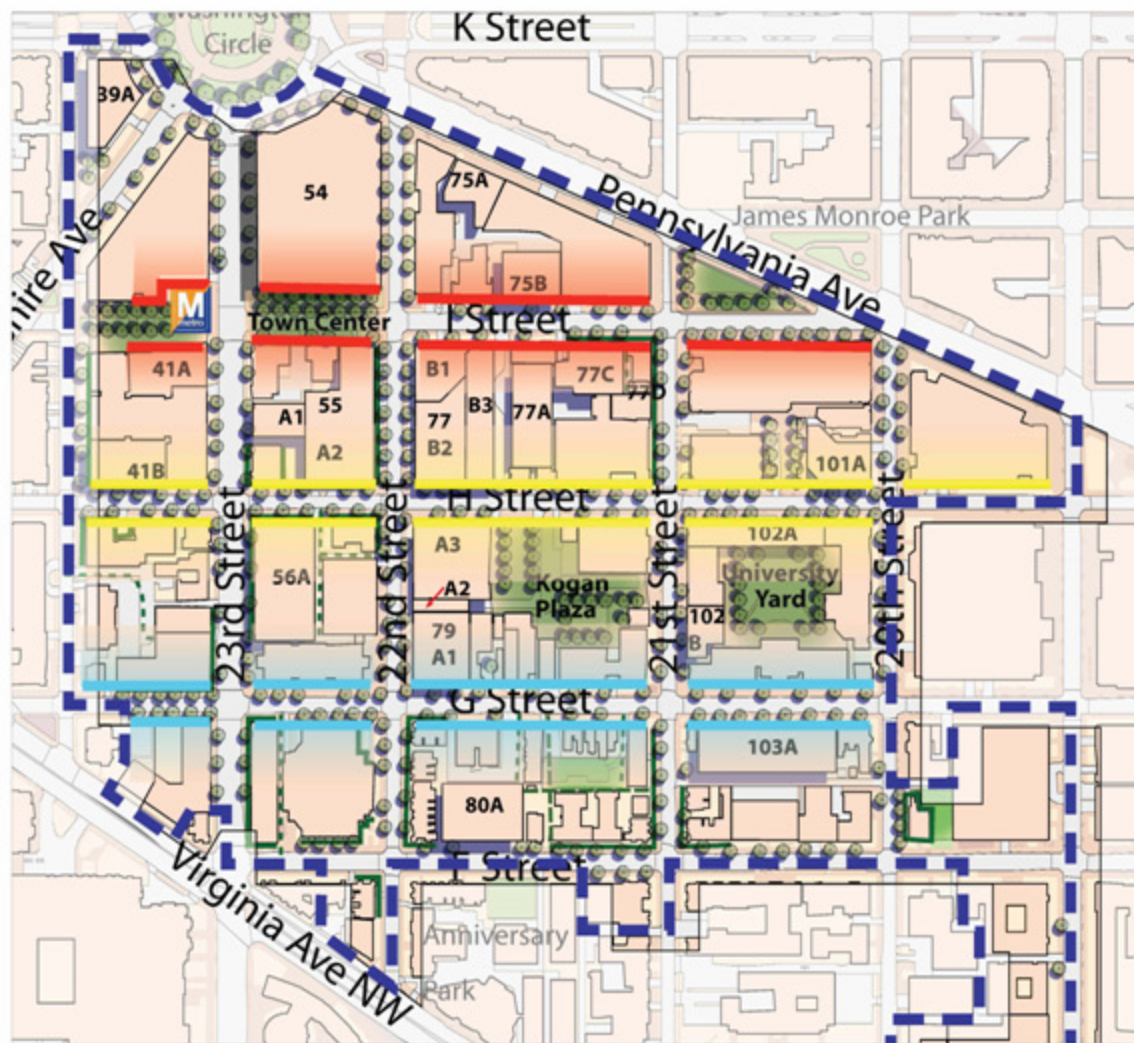 Washington
Circle
K Street
39A
54
75A
Pennsylvania Ave
James Monroe Park
75B
M
metro
Town Center
I Street
41A
B1
77C
77D
A1
55
77
B3
77A
A2
B2
41B
101A
H Street
23rd Street
22nd Street
21st Street
20th Street
A3
102A
56A
University
Yard
Kogan
Plaza
A2
102
B
79
A1
G Street
103A
80A
F Street
Virginia Ave NW
Anniversary
Park